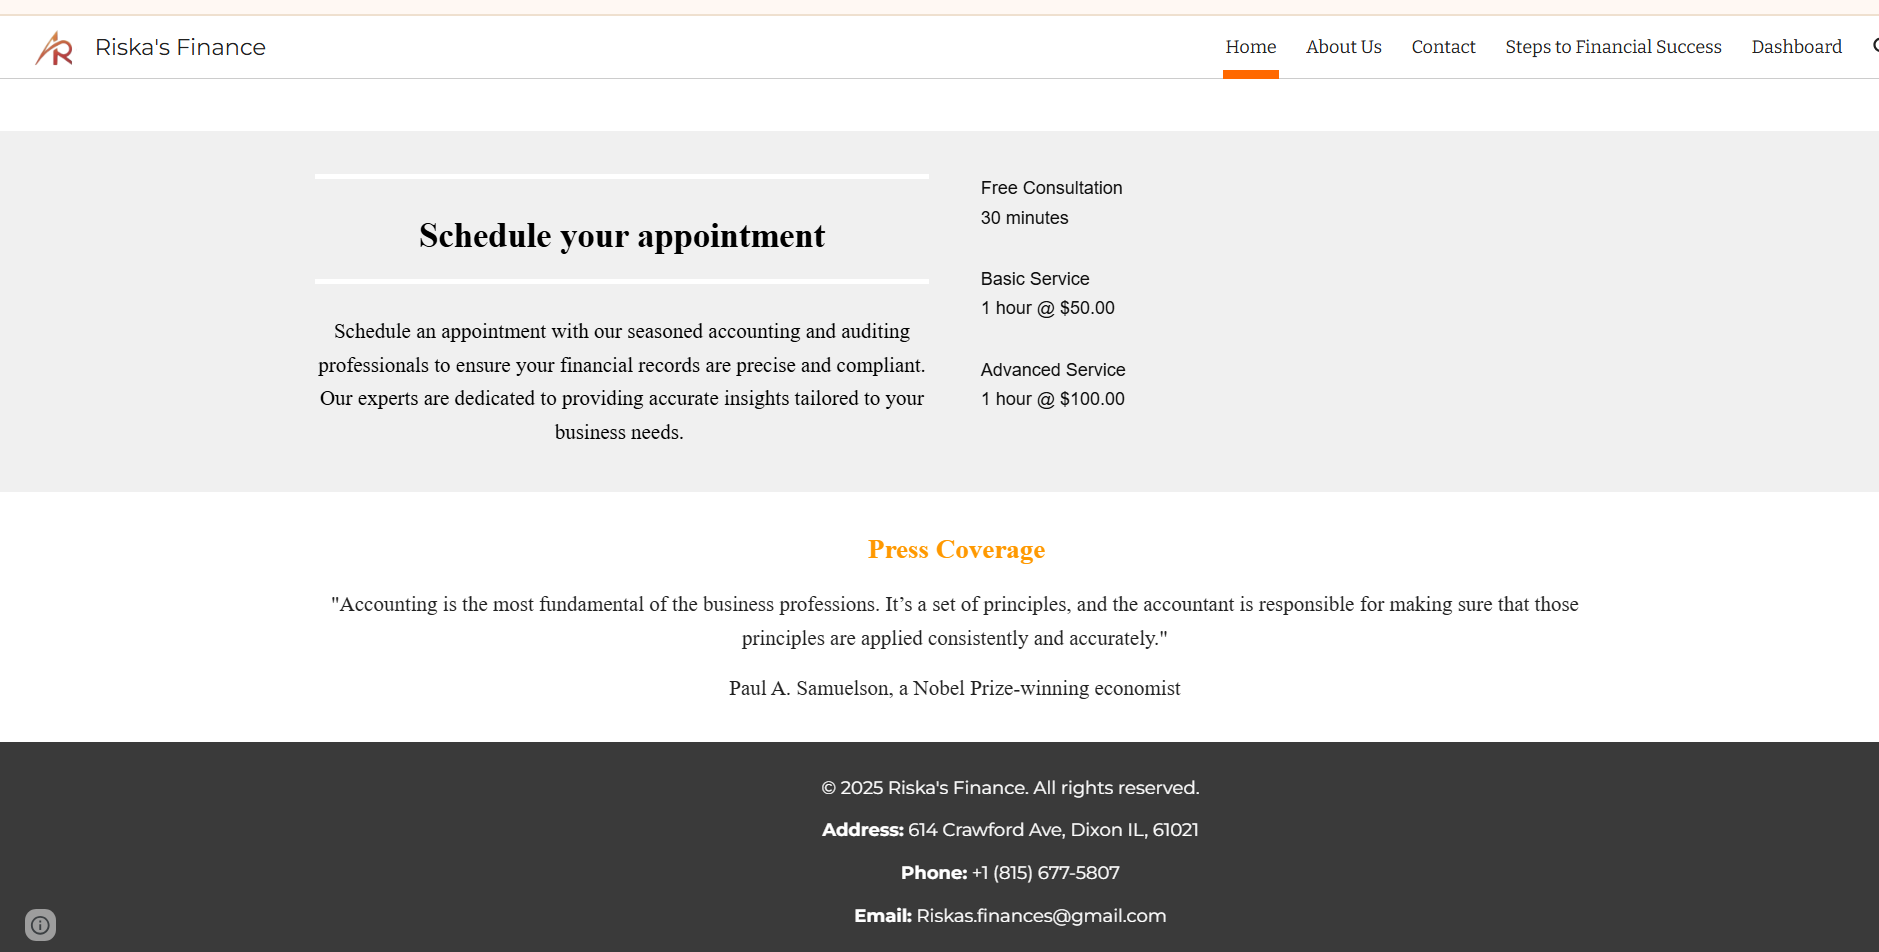 Riska's Finance
Home About Us Contact Steps to Financial Success Dashboard
Schedule your appointment
Schedule an appointment with our seasoned accounting and auditing
professionals to ensure your financial records are precise and compliant.
Our experts are dedicated to providing accurate insights tailored to your
business needs.
Free Consultation
30 minutes
Basic Service
1 hour @ $50.00
Advanced Service
1 hour @ $100.00
Press Coverage
"Accounting is the most fundamental of the business professions. It’s a set of principles, and the accountant is responsible for making sure that those
principles are applied consistently and accurately."
Paul A. Samuelson, a Nobel Prize-winning economist
© 2025 Riska's Finance. All rights reserved.
Address: 614 Crawford Ave, Dixon IL, 61021
Phone: +1 (815) 677-5807
Email: Riskas.finances@gmail.com